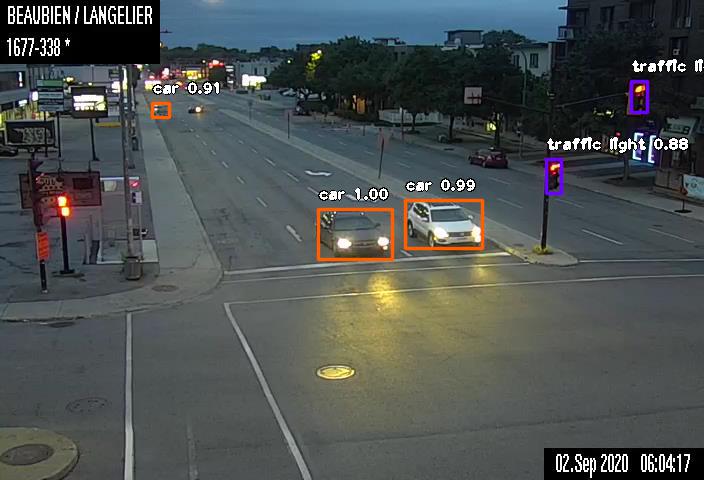 BEAUBIEN / LANGELIER
1677-338 *
traffic li
car 0.91
traffic light 0.88
car 0.99
car 1.00
02.Sep 2020 06:04:17